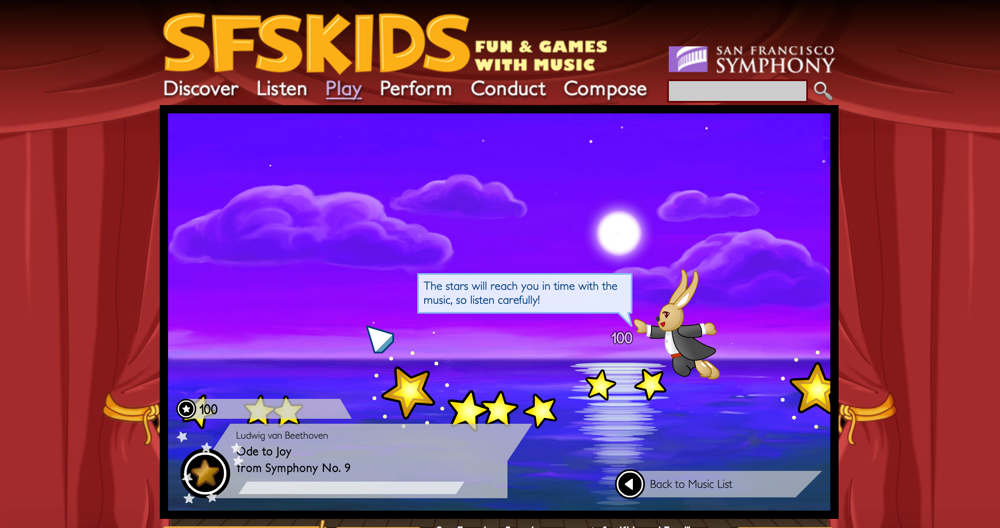 SFSKIDS
FUN & GAMES
WITH MUSIC
SAN FRANCISCO
SYMPHONY
Discover Listen Play Perform Conduct Compose
The stars will reach you in time with the
music, so listen carefully!
100
100
Ludwig van Beethoven
Ode to Joy
from Symphony No. 9
Back to Music List